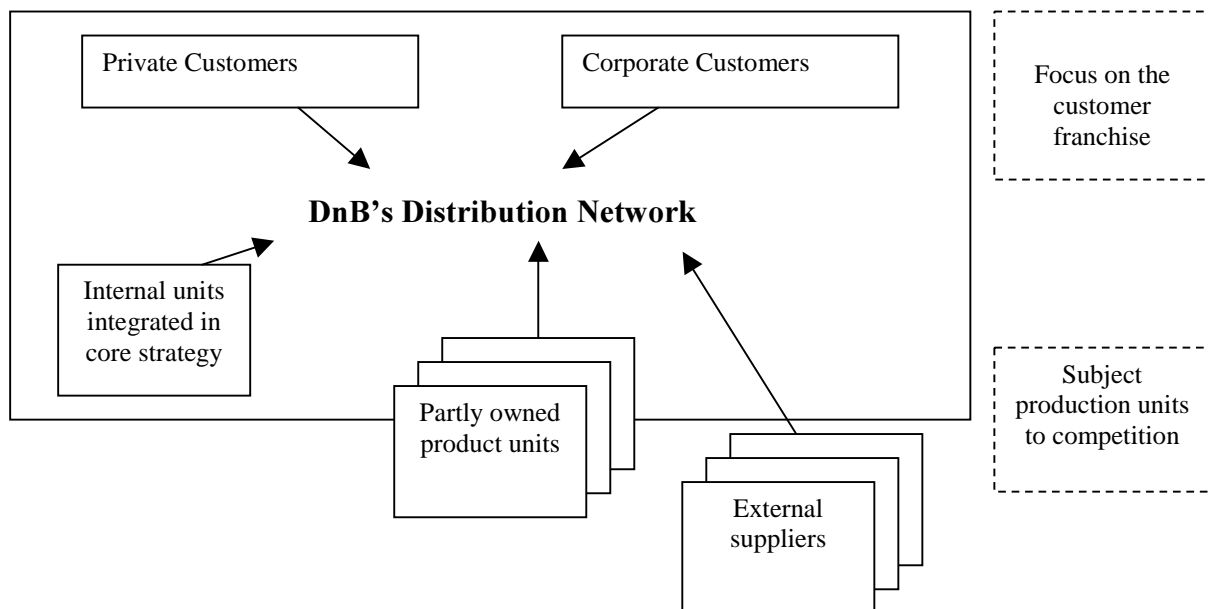 Private Customers
Corporate Customers
Focus on the
customer
franchise
DnB’s Distribution Network
Internal units
integrated in
core strategy
Partly owned
product units
Subject
production units
to competition
External
suppliers